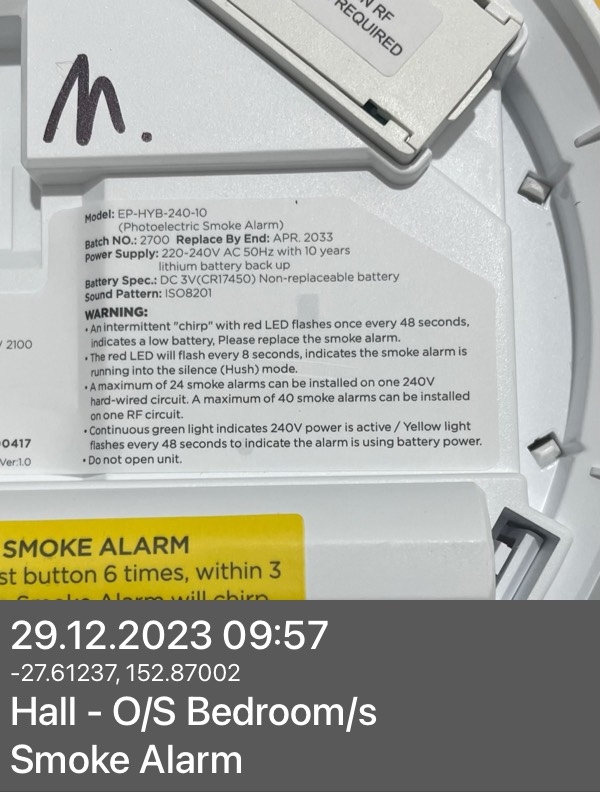 N RF
REQUIRED
M.
Model: EP-HYB-240-10
(Photoelectric Smoke Alarm)
Batch NO.: 2700 Replace By End: APR. 2033
Power Supply: 220-240V AC 50Hz with 10 years
lithium battery back up
Battery Spec.: DC 3V(CR17450) Non-replaceable battery
Sound Pattern: ISO8201
WARNING:
• An intermittent "chirp" with red LED flashes once every 48 seconds,
indicates a low battery, Please replace the smoke alarm.
• The red LED will flash every 8 seconds, indicates the smoke alarm is
running into the silence (Hush) mode.
• A maximum of 24 smoke alarms can be installed on one 240V
hard-wired circuit. A maximum of 40 smoke alarms can be installed
on one RF circuit.
• Continuous green light indicates 240V power is active / Yellow light
flashes every 48 seconds to indicate the alarm is using battery power.
• Do not open unit.
/ 2100
0417
Ver:1.0
SMOKE ALARM
st button 6 times, within 3
Smoke Alarm will chirp
29.12.2023 09:57
-27.61237, 152.87002
Hall - O/S Bedroom/s
Smoke Alarm